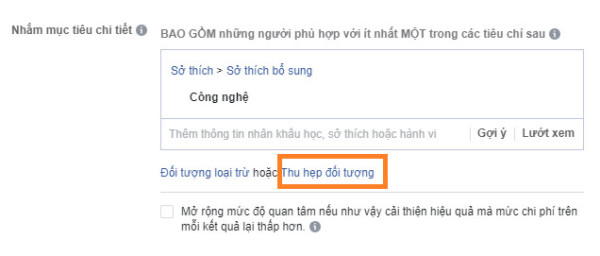 Nhắm mục tiêu chi tiết
BAO GỒM những người phù hợp với ít nhất MỘT trong các tiêu chí sau
Sở thích > Sở thích bổ sung
Công nghệ
Thêm thông tin nhân khẩu học, sở thích hoặc hành vi | Gợi ý | Lướt xem
Đối tượng loại trừ hoặc Thu hẹp đối tượng
Mở rộng mức độ quan tâm nếu như vậy cải thiện hiệu quả mà mức chi phí trên
mỗi kết quả lại thấp hơn.